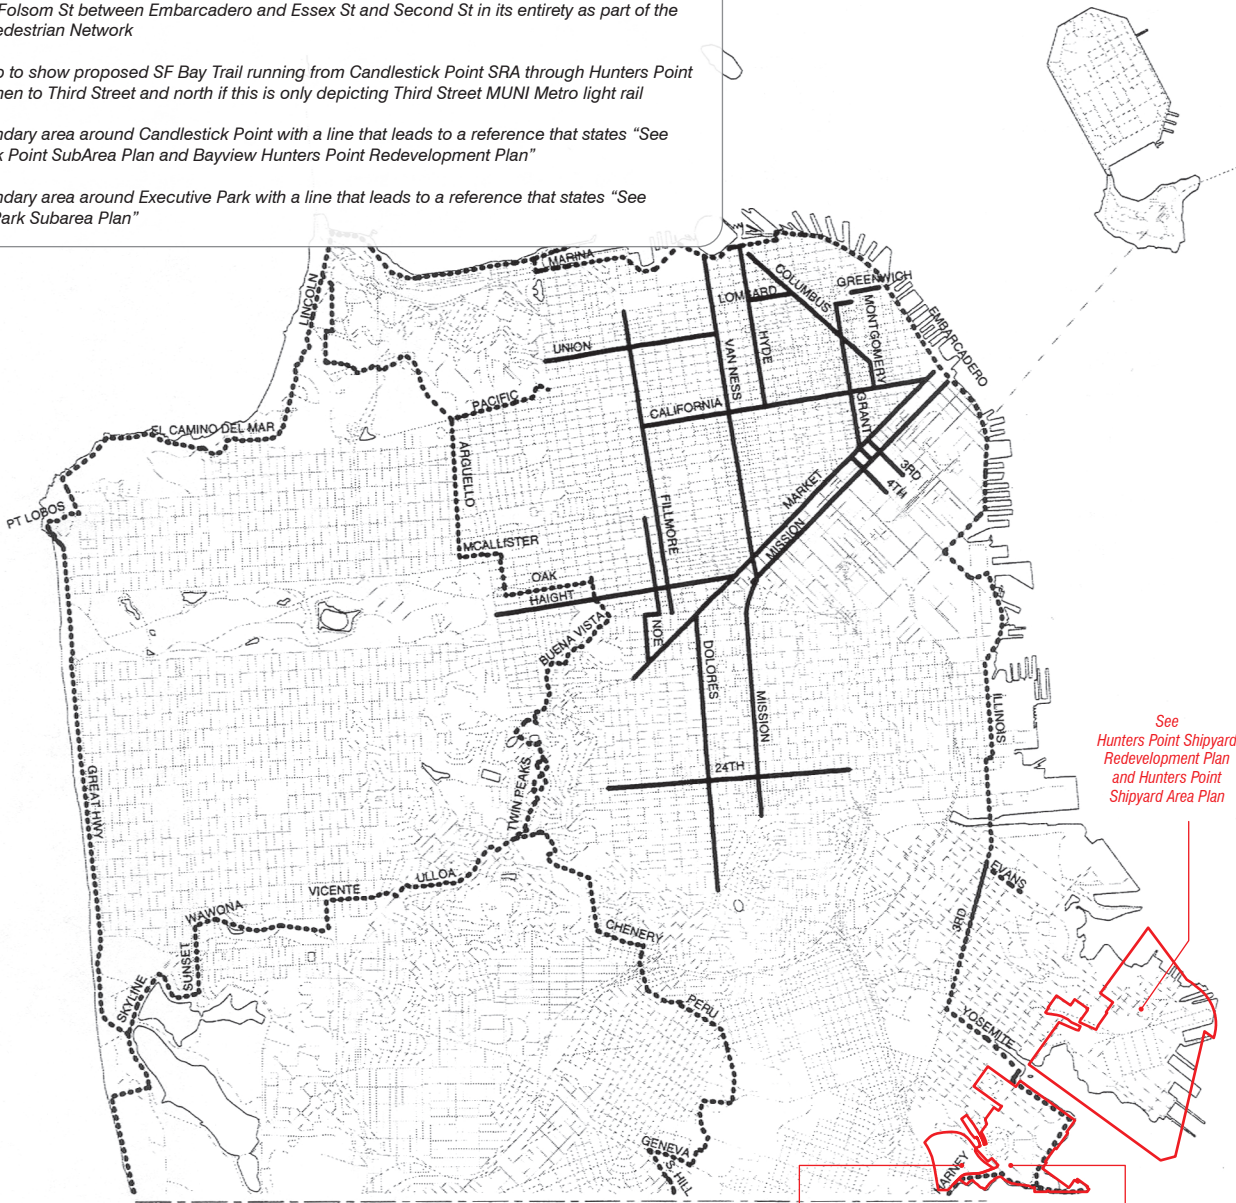 Folsom St between Embarcadero and Essex St and Second St in its entirety as part of the
edestrian Network
o to show proposed SF Bay Trail running from Candlestick Point SRA through Hunters Point
hen to Third Street and north if this is only depicting Third Street MUNI Metro light rail
ndary area around Candlestick Point with a line that leads to a reference that states “See
k Point SubArea Plan and Bayview Hunters Point Redevelopment Plan”
ndary area around Executive Park with a line that leads to a reference that states “See
Park Subarea Plan”
MARINA
LINCOLN
COLUMBUS
GREENWICH
LOMBARD
MONTGOMERY
EMBARCADERO
HYDE
VAN NESS
UNION
PACIFIC
CALIFORNIA
GRANT
EL CAMINO DEL MAR
ARGUELLO
3RD
4TH
MARKET
PT LOBOS
FILLMORE
MISSION
MCALLISTER
OAK
HAIGHT
BUENA VISTA
NOE
DOLORES
MISSION
ILLINOIS
24TH
TWIN PEAKS
GREAT HWY
See
Hunters Point Shipyard
Redevelopment Plan
and Hunters Point
Shipyard Area Plan
ULLOA
VICENTE
WAWONA
EVANS
3RD
CHENERY
SUNSET
SKYLINE
PERU
YOSEMITE
GENEVA
S. HILL
HARNEY